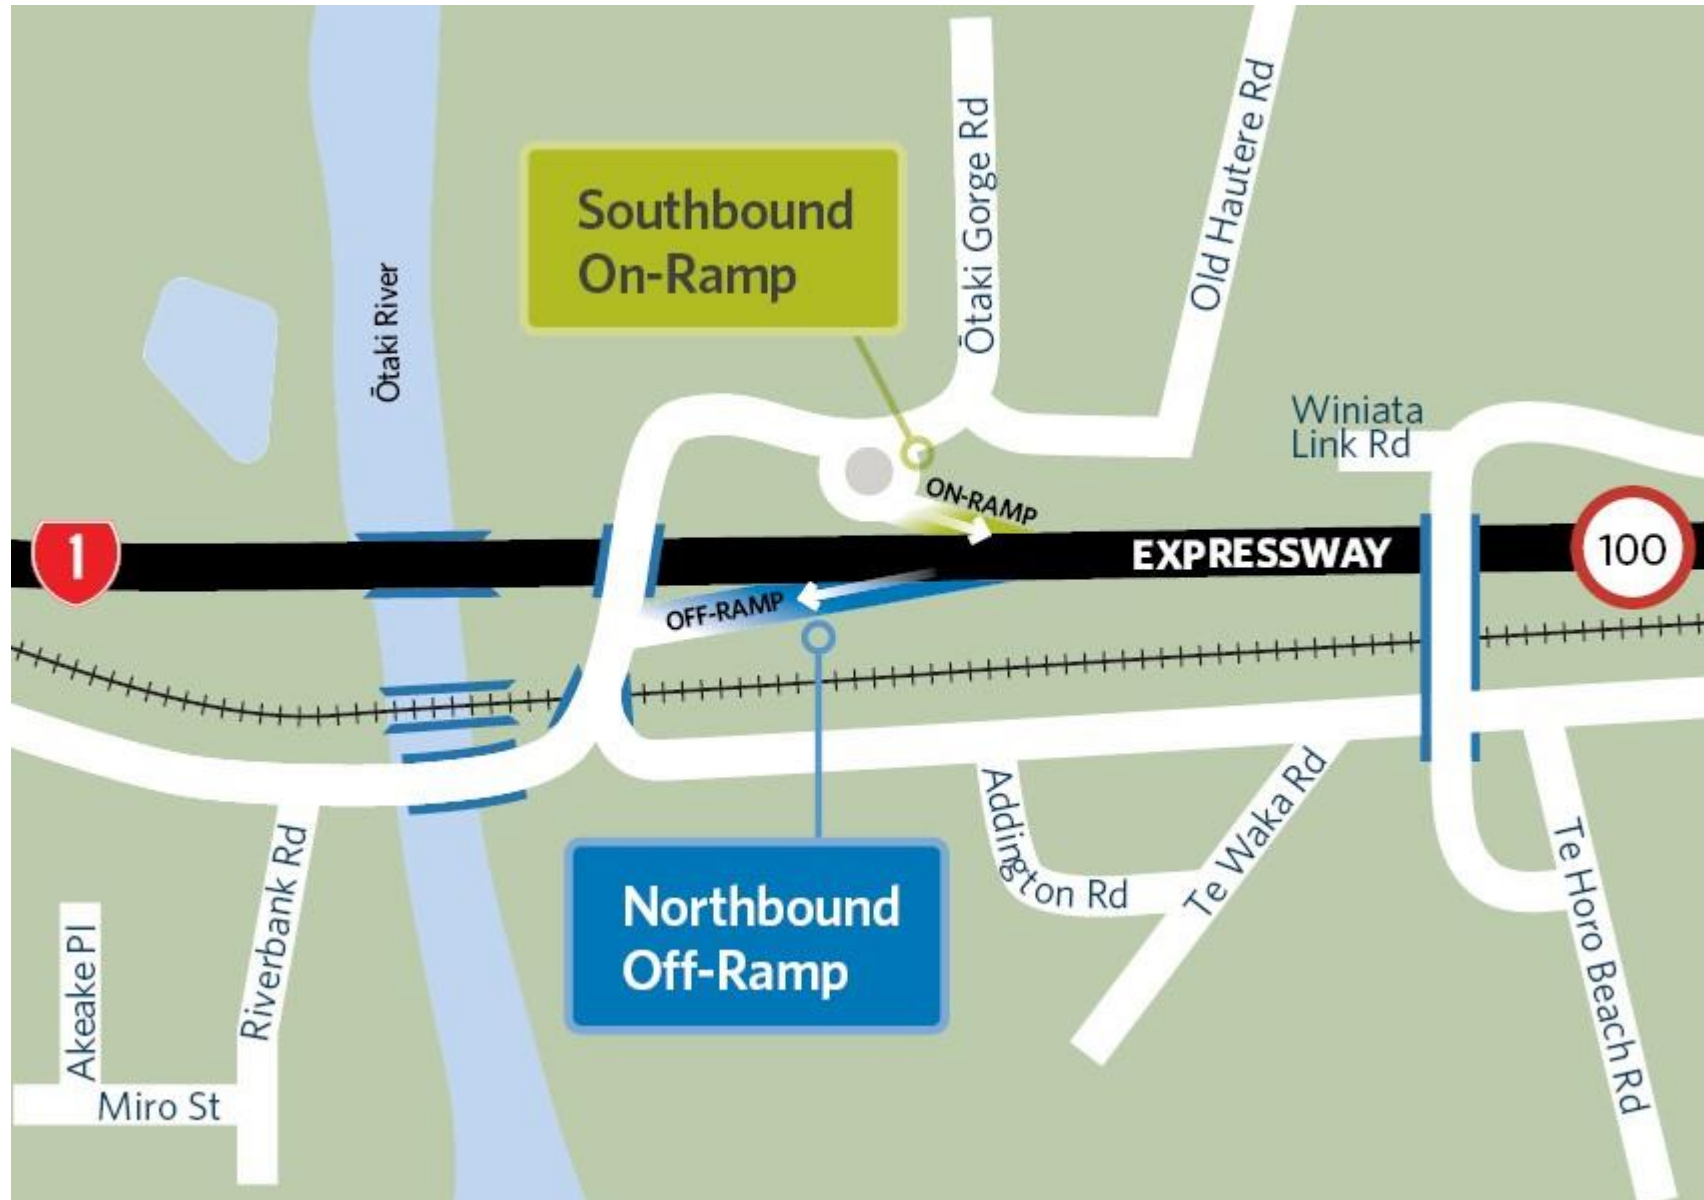 Southbound
On-Ramp
Ōtaki River
Ōtaki Gorge Rd
Old Hautere Rd
Winiata
Link Rd
ON-RAMP
1
EXPRESSWAY
100
OFF-RAMP
Northbound
Off-Ramp
Addington Rd
Te Waka Rd
Te Horo Beach Rd
Riverbank Rd
Akeake Pl
Miro St